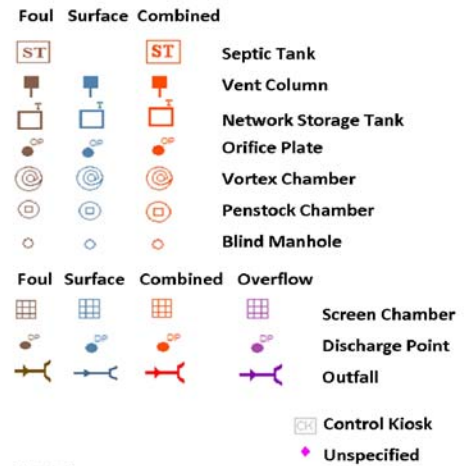 Foul Surface Combined
ST ST Septic Tank
Vent Column
T T T Network Storage Tank
OP OP OP Orifice Plate
Vortex Chamber
Penstock Chamber
Blind Manhole
Foul Surface Combined Overflow
Screen Chamber
DP DP DP DP Discharge Point
Outfall
CK Control Kiosk
Unspecified